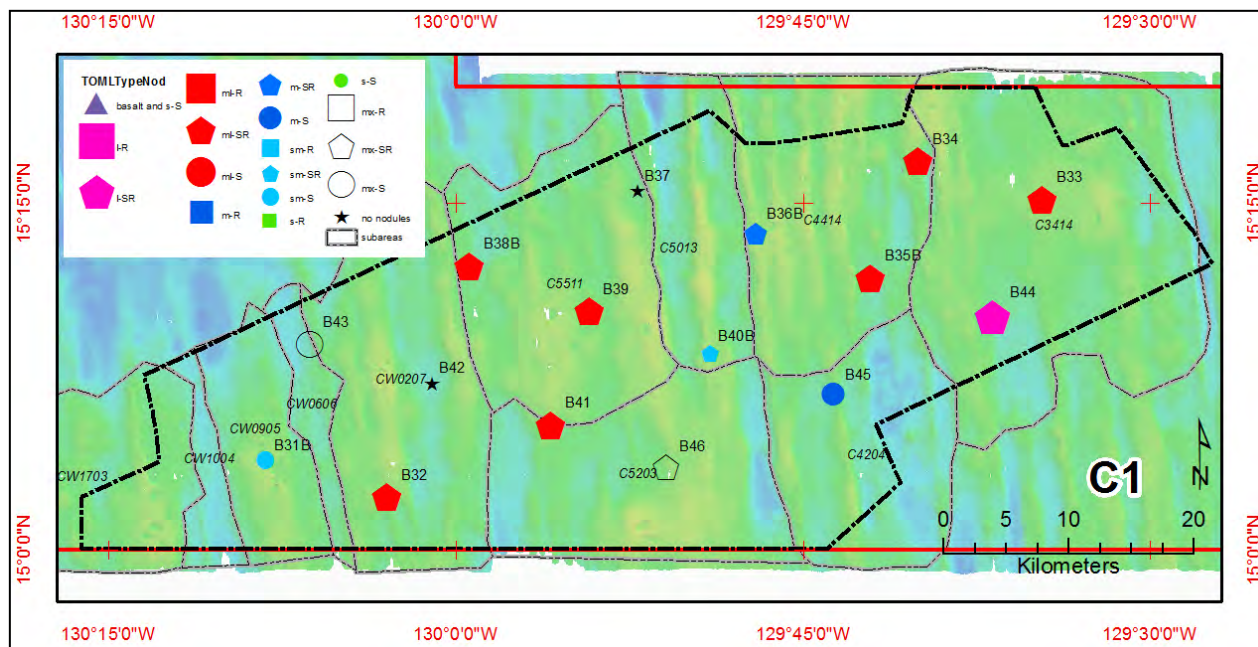 130°15'0"W 130°0'0"W 129°45'0"W 129°30'0"W
TOMLTypeNod
basalt and s-S
l-R
l-SR
ml-R
ml-SR
ml-S
m-R
m-SR
m-S
sm-R
sm-SR
sm-S
s-R
s-S
mx-R
mx-SR
mx-S
no nodules
subareas
15°15'0"N
15°15'0"N
B34
B37
B33
B36B
C4414
C3414
B38B
C5013
C5511
B39
B35B
B44
B43
B40B
CW0207
B42
B45
CW0606
B41
CW0905
B31B
B46
CW1004
C5203
C4204
CW1703
B32
N
C1
0 5 10 20
Kilometers
15°0'0"N
15°0'0"N
130°15'0"W 130°0'0"W 129°45'0"W 129°30'0"W